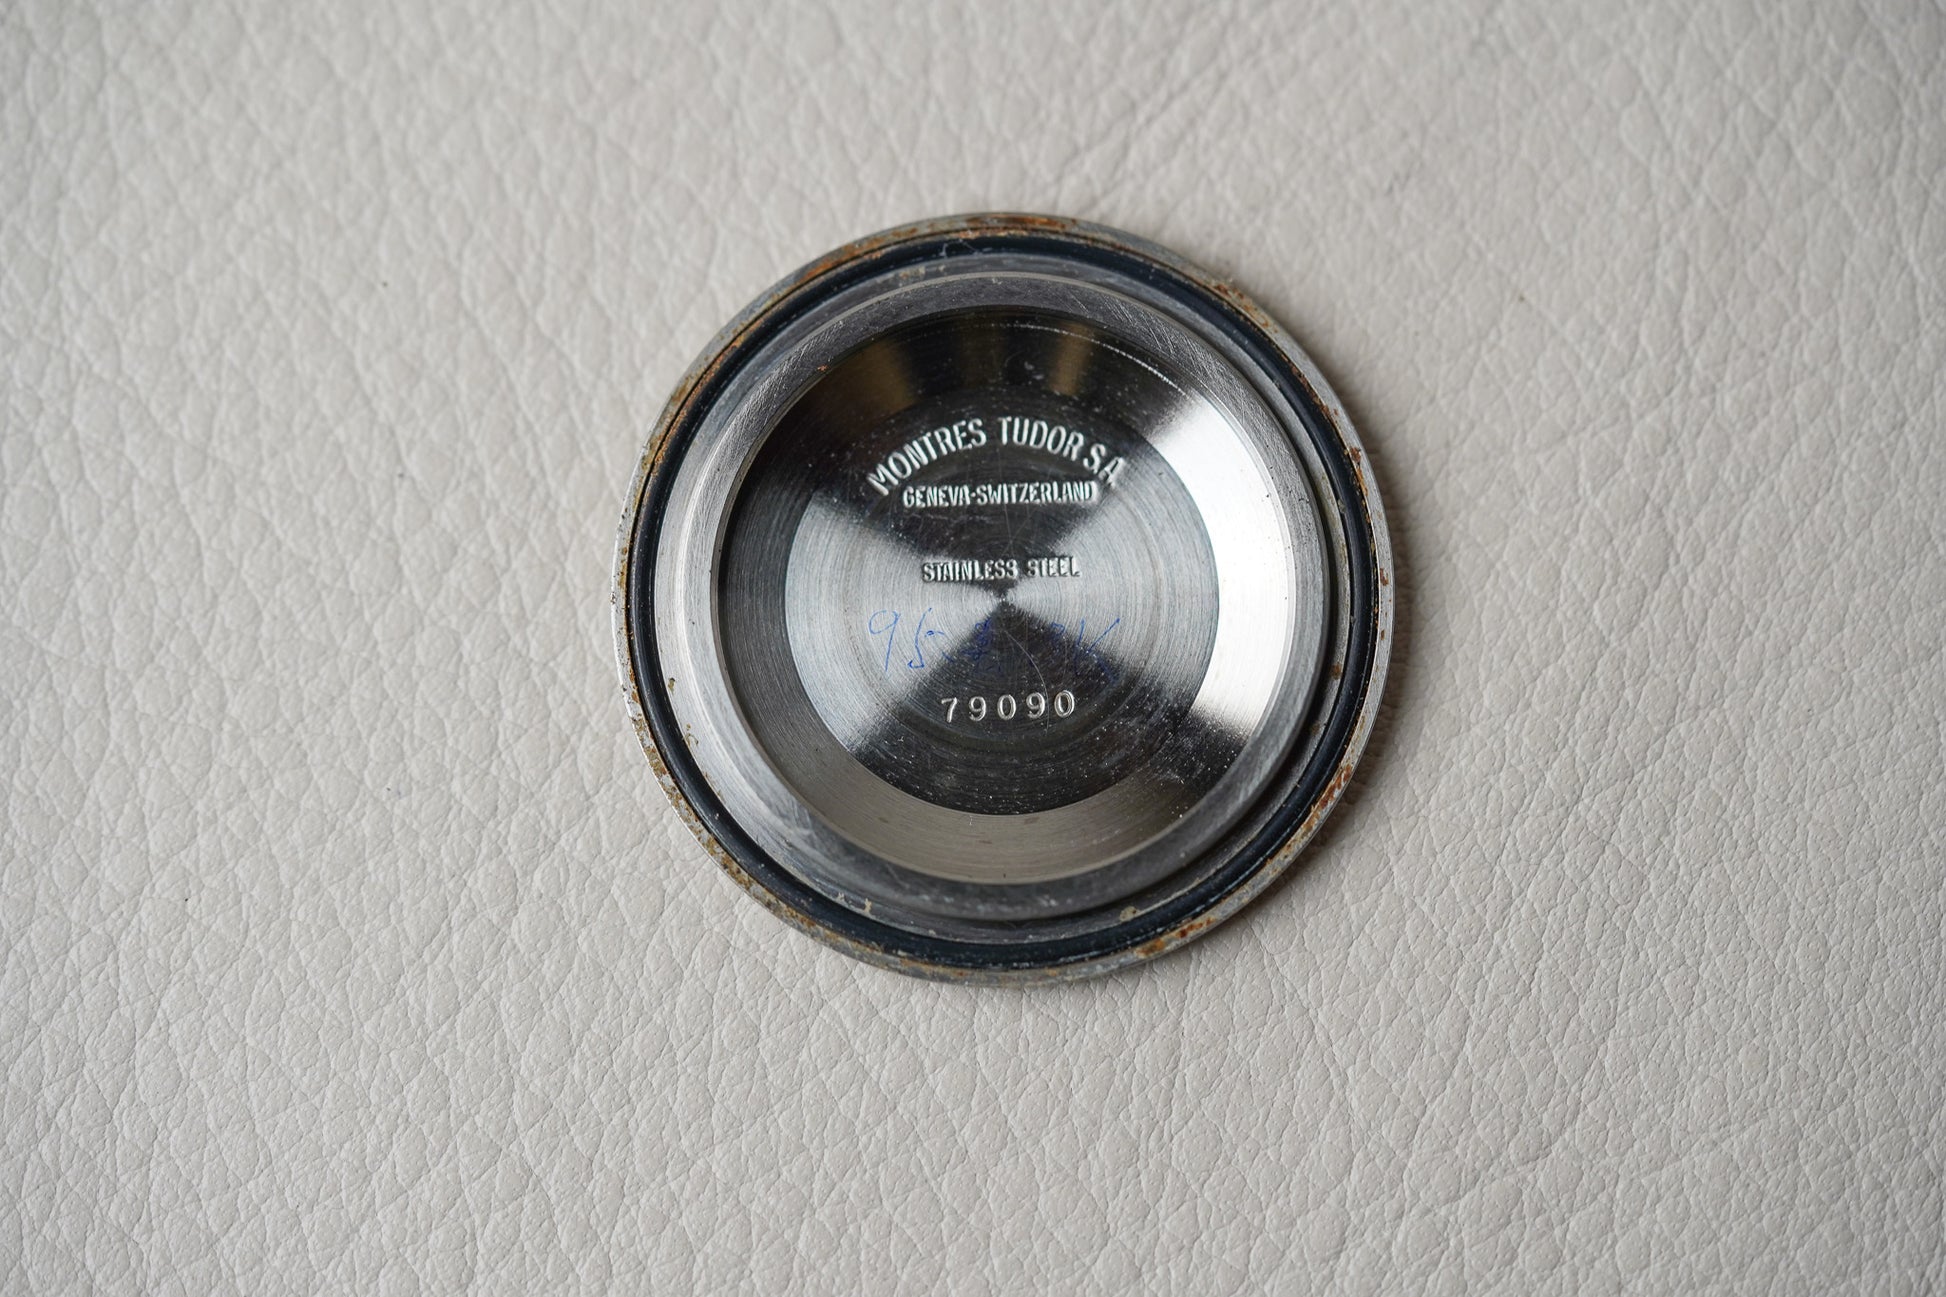 MONTRES TUDOR S.A.
GENEVA-SWITZERLAND
STAINLESS STEEL
79090